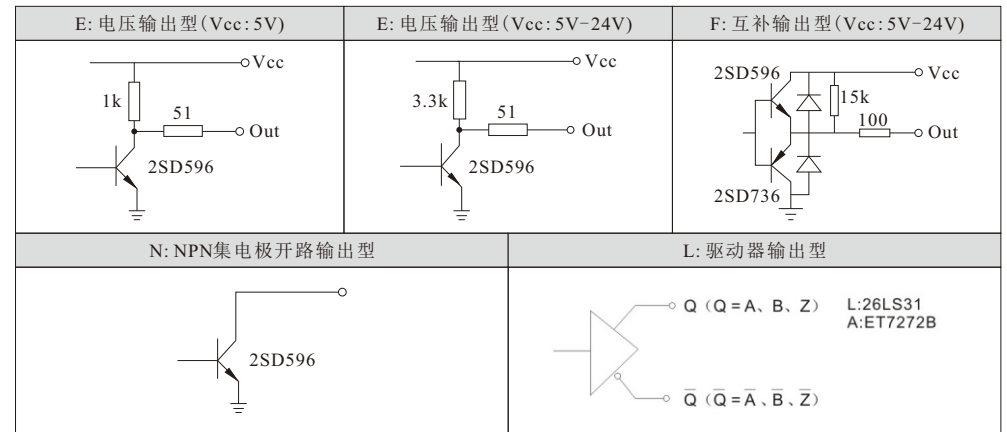 E: 电压输出型(Vcc:5V)
E: 电压输出型(Vcc:5V-24V)
F: 互补输出型(Vcc:5V-24V)
Vcc
1k
51
Out
2SD596
Vcc
3.3k
51
Out
2SD596
2SD596
Vcc
15k
100
Out
2SD736
N: NPN集电极开路输出型
L: 驱动器输出型
2SD596
Q (Q=A、B、Z)
L:26LS31
A:ET7272B
Q̅ (Q̅=A̅、B̅、Z̅)